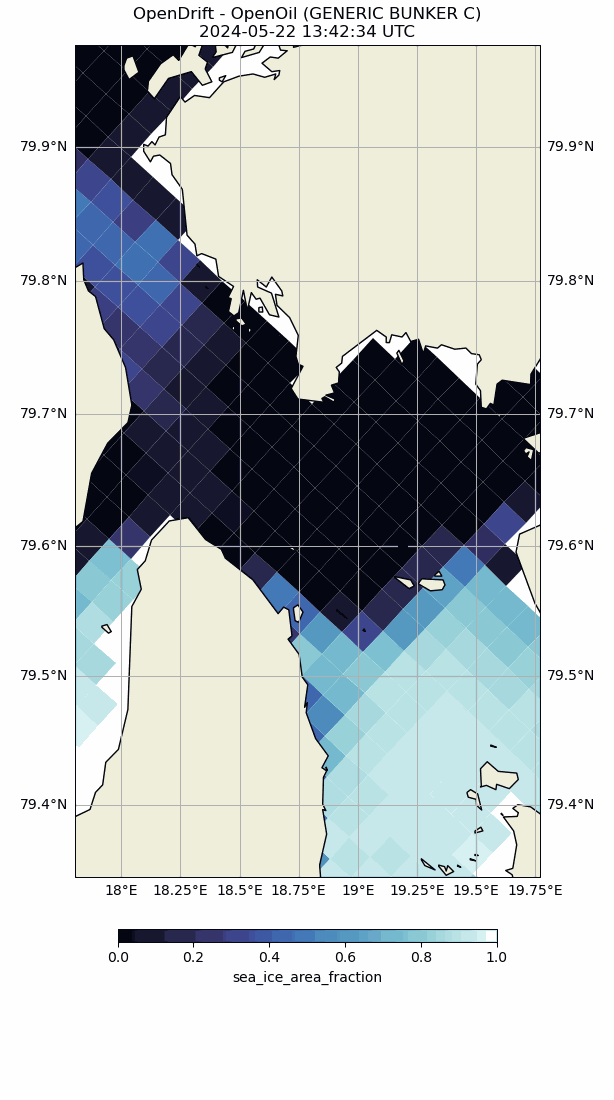 OpenDrift - OpenOil (GENERIC BUNKER C)
2024-05-22 13:42:34 UTC
79.9°N 79.9°N
79.8°N 79.8°N
79.7°N 79.7°N
79.6°N 79.6°N
79.5°N 79.5°N
79.4°N 79.4°N
18°E 18.25°E 18.5°E 18.75°E 19°E 19.25°E 19.5°E 19.75°E
0.0 0.2 0.4 0.6 0.8 1.0
sea_ice_area_fraction